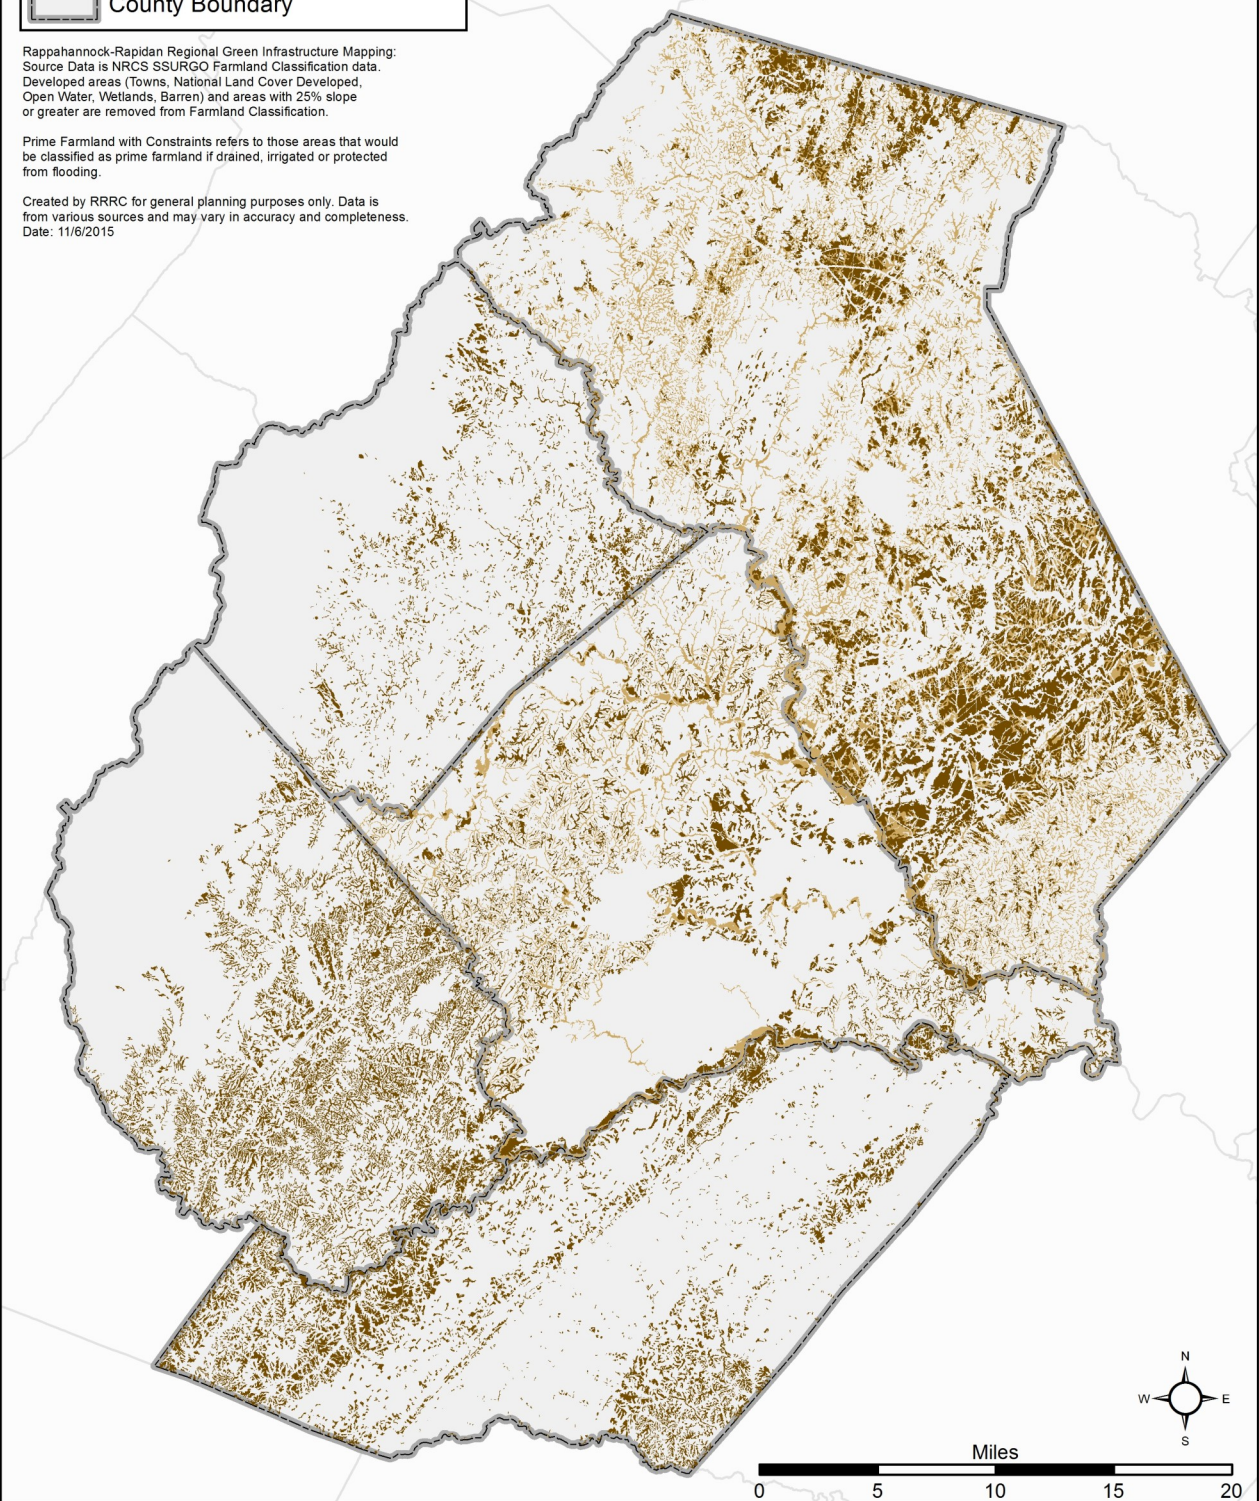 County Boundary
Rappahannock-Rapidan Regional Green Infrastructure Mapping:
Source Data is NRCS SSURGO Farmland Classification data.
Developed areas (Towns, National Land Cover Developed,
Open Water, Wetlands, Barren) and areas with 25% slope
or greater are removed from Farmland Classification.
Prime Farmland with Constraints refers to those areas that would
be classified as prime farmland if drained, irrigated or protected
from flooding.
Created by RRRC for general planning purposes only. Data is
from various sources and may vary in accuracy and completeness.
Date: 11/6/2015
N
W E
S
Miles
0 5 10 15 20